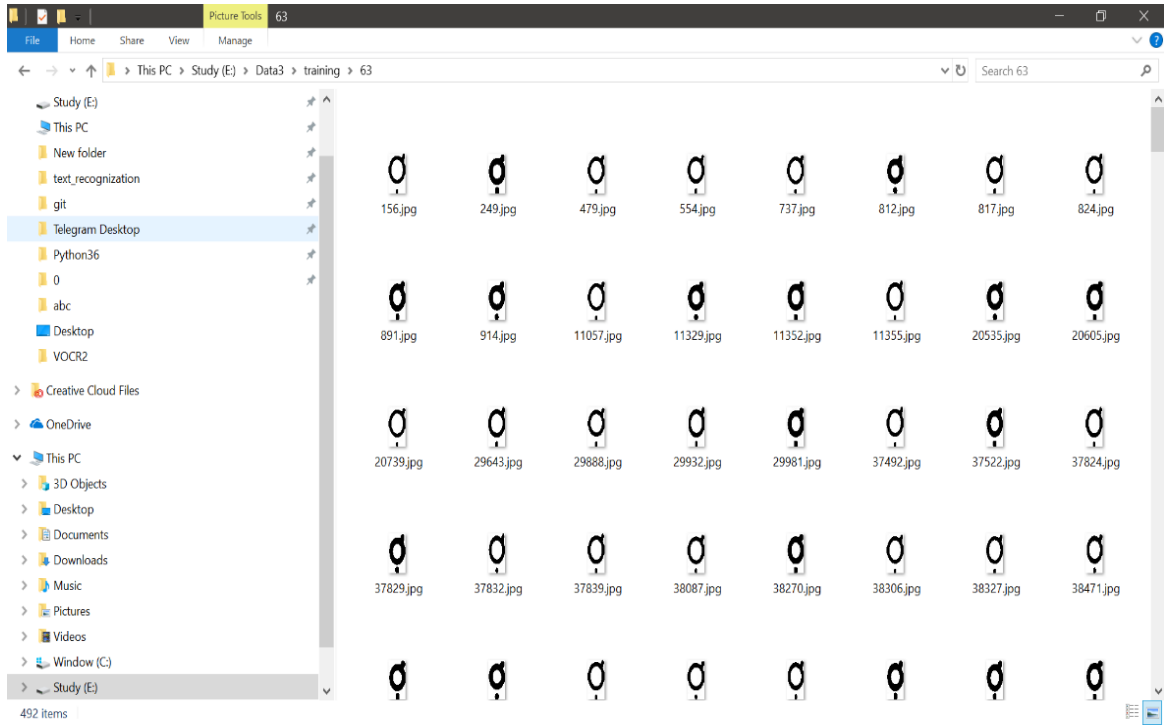 Picture Tools 63
File Home Share View Manage
This PC > Study (E:) > Data3 > training > 63 Search 63
Study (E:)
This PC
New folder
text_recognization
git
Telegram Desktop
Python36
0
abc
Desktop
VOCR2
Creative Cloud Files
OneDrive
This PC
3D Objects
Desktop
Documents
Downloads
Music
Pictures
Videos
Window (C:)
Study (E:)
156.jpg 249.jpg 479.jpg 554.jpg 737.jpg 812.jpg 817.jpg 824.jpg
891.jpg 914.jpg 11057.jpg 11329.jpg 11352.jpg 11355.jpg 20535.jpg 20605.jpg
20739.jpg 29643.jpg 29888.jpg 29932.jpg 29981.jpg 37492.jpg 37522.jpg 37824.jpg
37829.jpg 37832.jpg 37839.jpg 38087.jpg 38270.jpg 38306.jpg 38327.jpg 38471.jpg
492 items